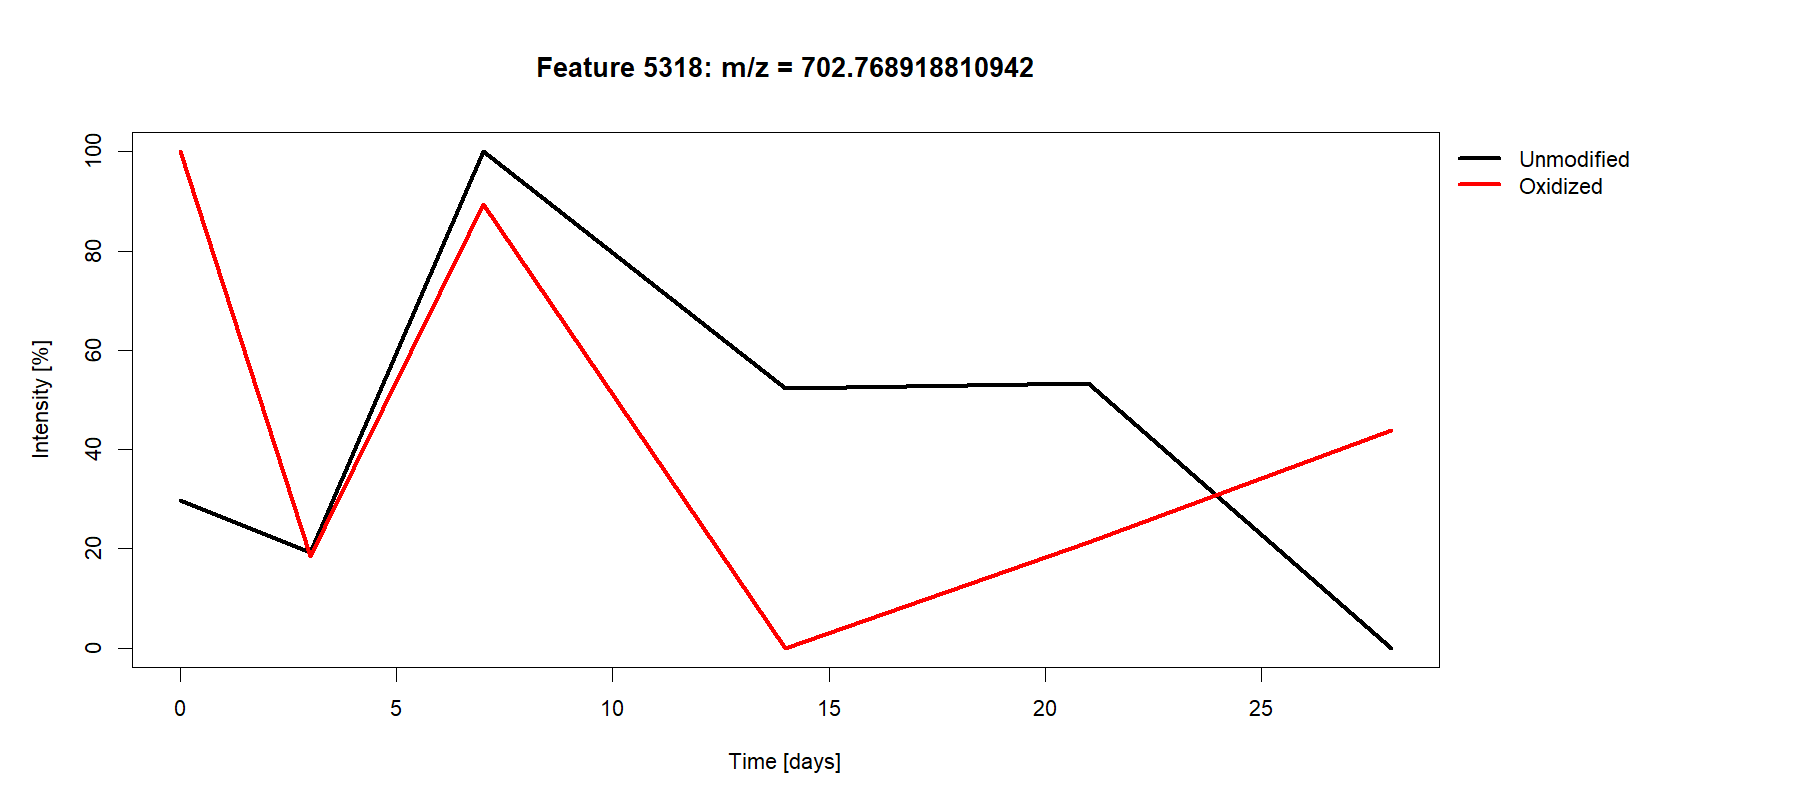 Feature 5318: m/z = 702.768918810942
Unmodified
Oxidized
Intensity [%]
100
80
60
40
20
0
0 5 10 15 20 25
Time [days]